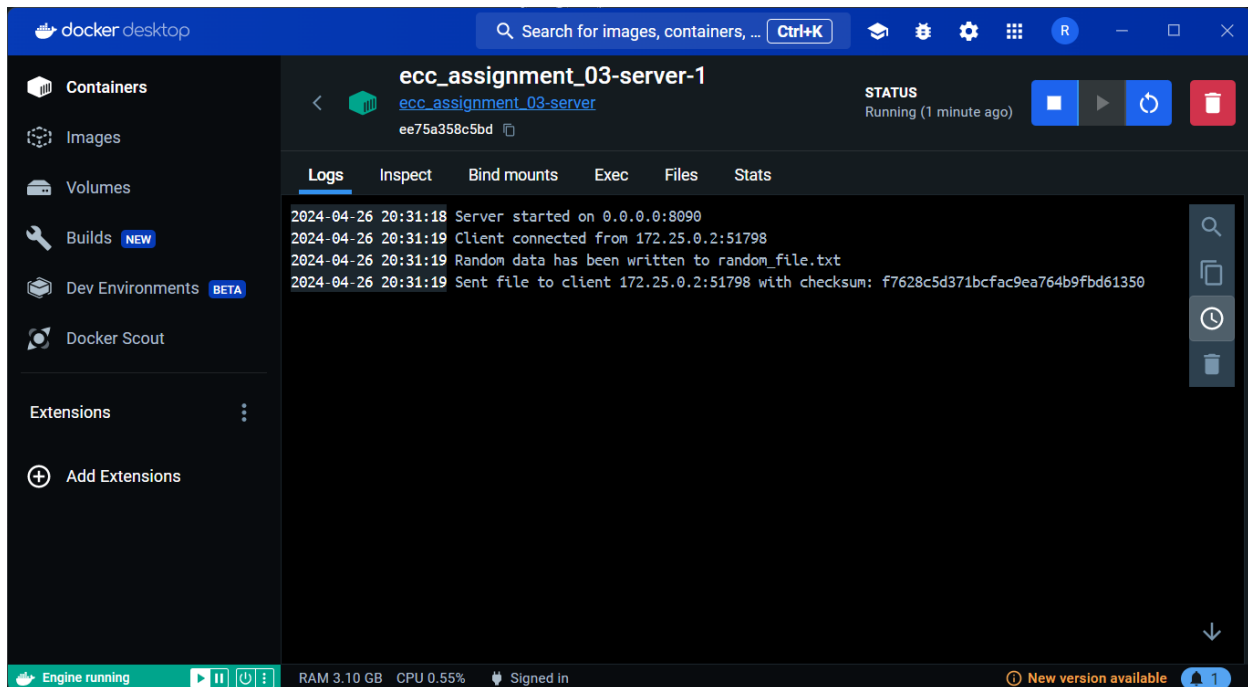 docker desktop
Search for images, containers, ... Ctrl+K
R
Containers
Images
Volumes
Builds NEW
Dev Environments BETA
Docker Scout
Extensions
Add Extensions
ecc_assignment_03-server-1
ecc_assignment_03-server
ee75a358c5bd
STATUS
Running (1 minute ago)
Logs Inspect Bind mounts Exec Files Stats
2024-04-26 20:31:18 Server started on 0.0.0.0:8090
2024-04-26 20:31:19 Client connected from 172.25.0.2:51798
2024-04-26 20:31:19 Random data has been written to random_file.txt
2024-04-26 20:31:19 Sent file to client 172.25.0.2:51798 with checksum: f7628c5d371bcfac9ea764b9fbd61350
Engine running
RAM 3.10 GB CPU 0.55% Signed in
New version available 1